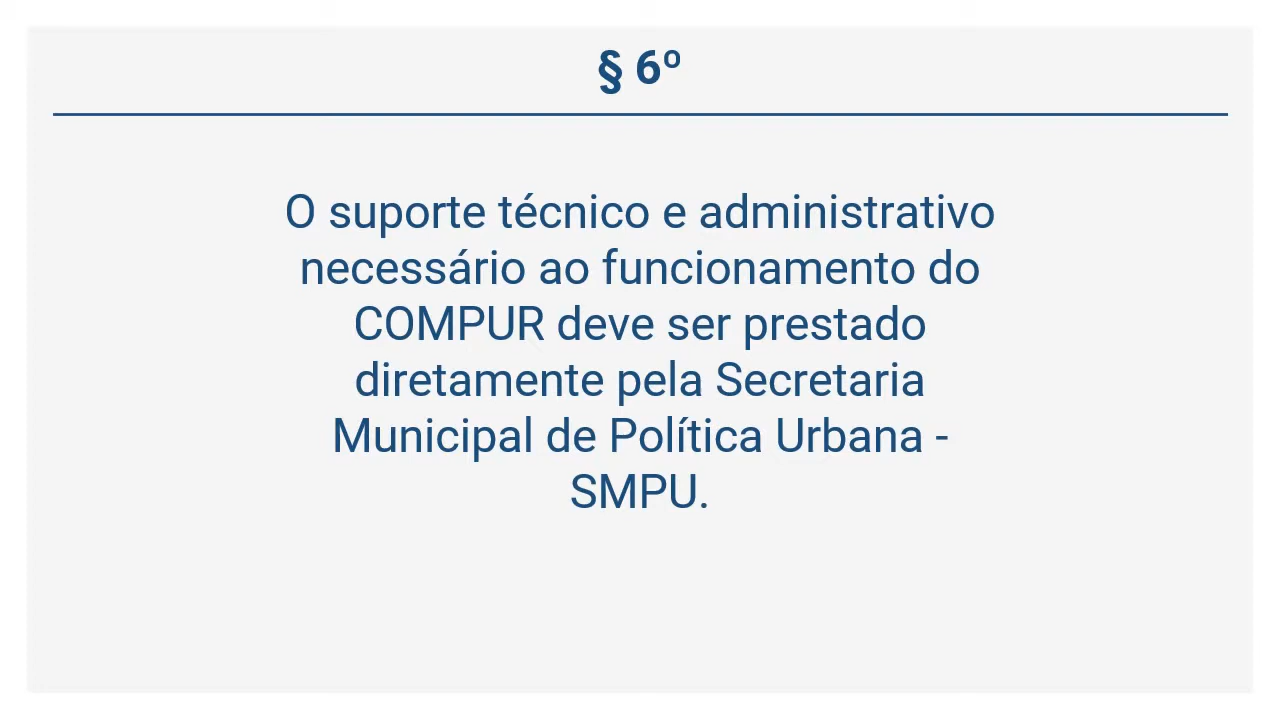 § 6º
O suporte técnico e administrativo
necessário ao funcionamento do
COMPUR deve ser prestado
diretamente pela Secretaria
Municipal de Política Urbana -
SMPU.